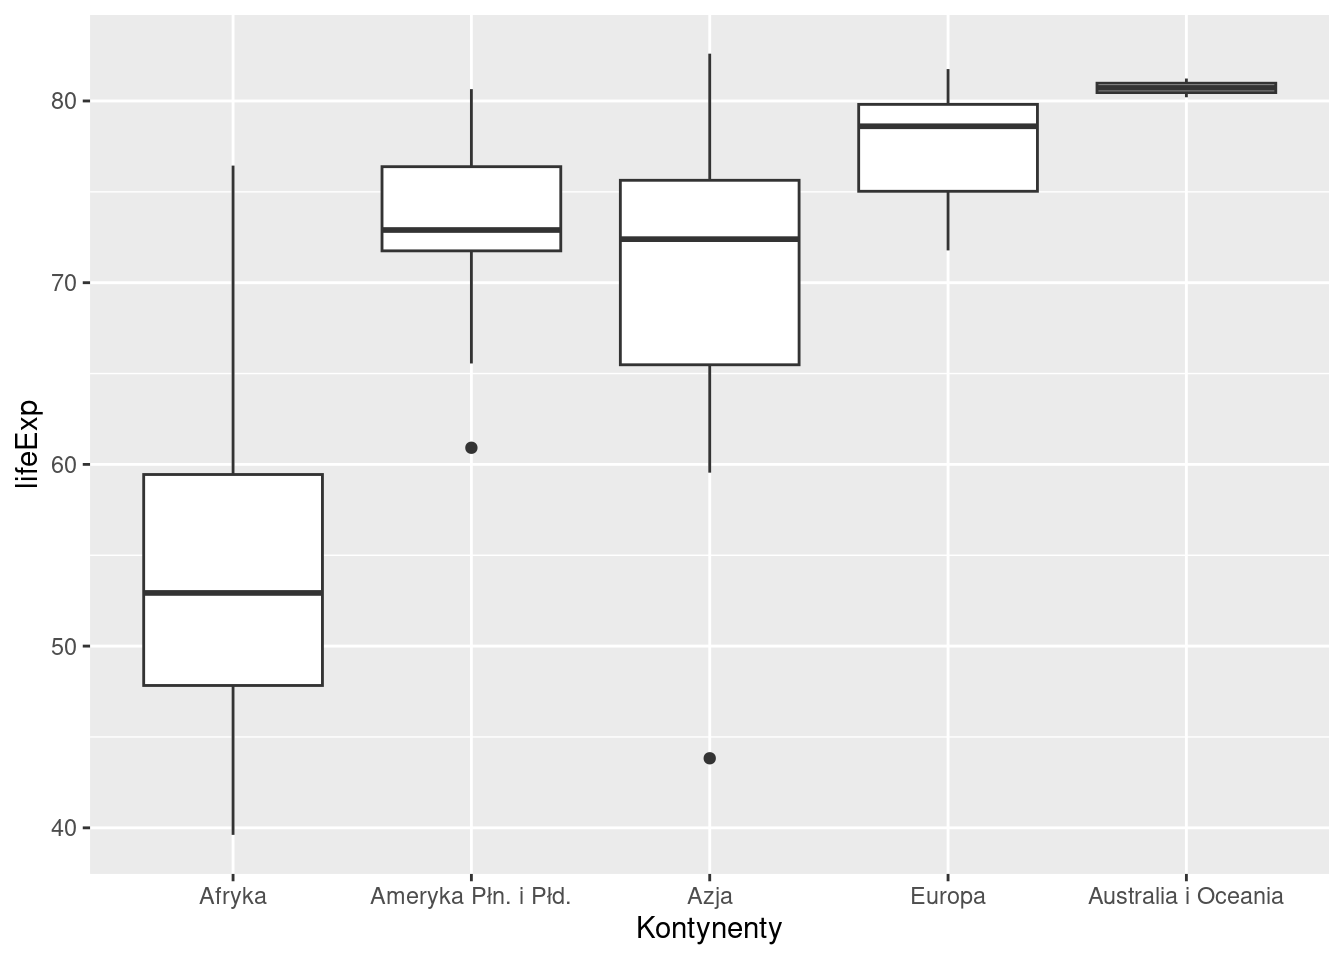 lifeExp
80
70
60
50
40
Afryka
Ameryka Płn. i Płd.
Azja
Europa
Australia i Oceania
Kontynenty